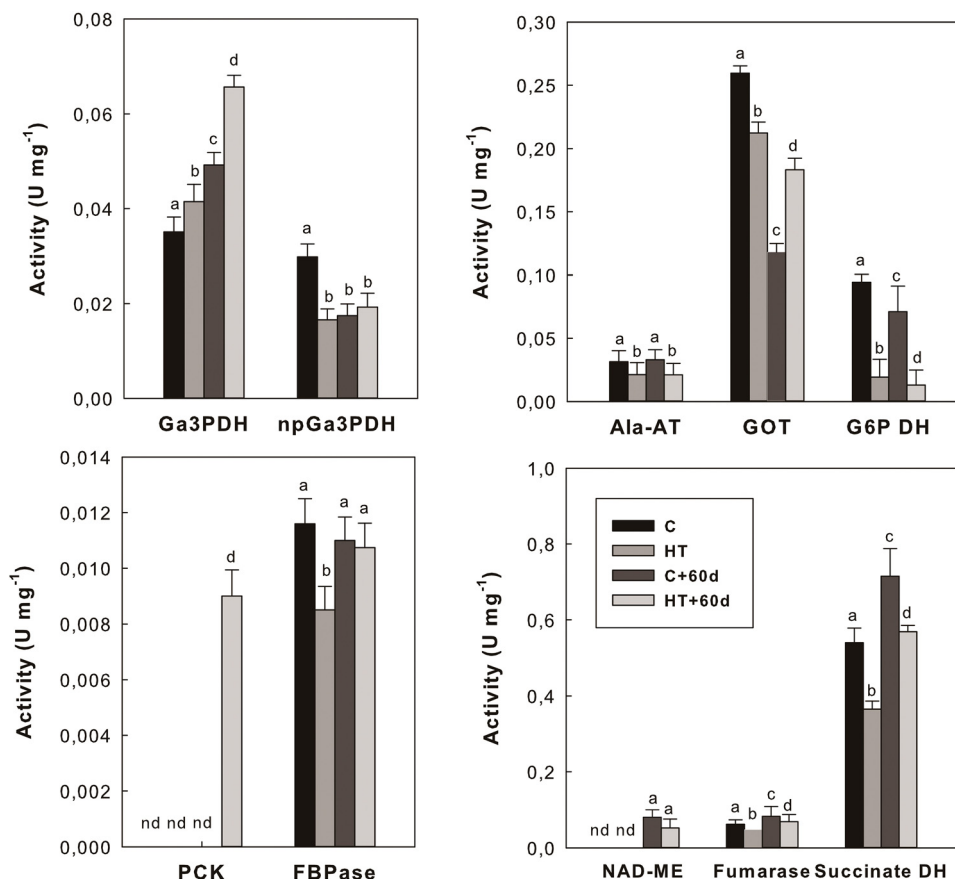 Activity (U mg-1)
0,08
0,06
0,04
0,02
0,00
a
b
c
d
a
b
b
b
Ga3PDH npGa3PDH
Activity (U mg-1)
0,30
0,25
0,20
0,15
0,10
0,05
0,00
a
b
a
b
a
b
c
d
a
b
c
d
Ala-AT GOT G6P DH
Activity (U mg-1)
0,014
0,012
0,010
0,008
0,006
0,004
0,002
0,000
nd nd nd
d
a
b
a
a
PCK FBPase
Activity (U mg-1)
1,0
0,8
0,6
0,4
0,2
0,0
C
HT
C+60d
HT+60d
nd nd
a
a
a
b
c
d
a
b
c
d
NAD-ME Fumarase Succinate DH